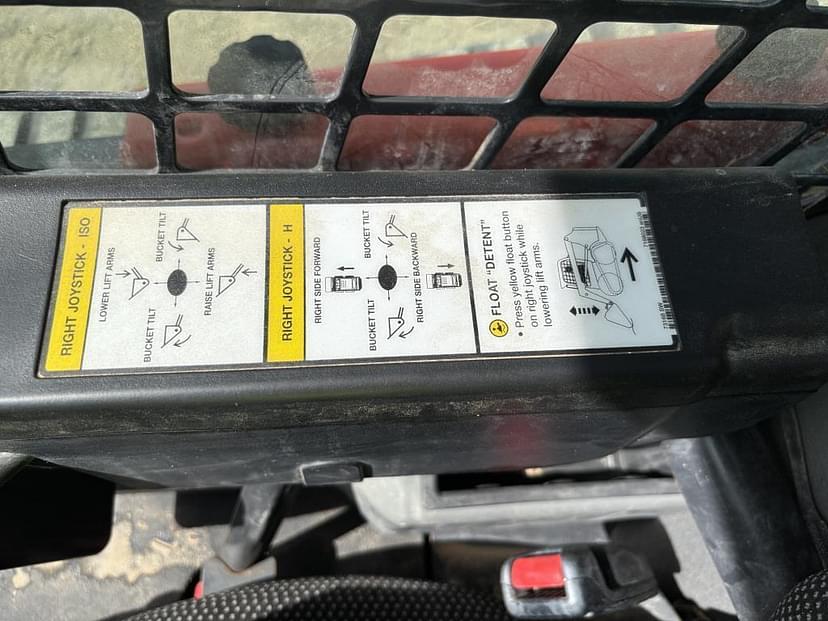 RIGHT JOYSTICK - ISO
LOWER LIFT ARMS
BUCKET TILT
BUCKET TILT
RAISE LIFT ARMS
RIGHT JOYSTICK - H
RIGHT SIDE FORWARD
BUCKET TILT
BUCKET TILT
RIGHT SIDE BACKWARD
FLOAT "DETENT"
• Press yellow float button
on right joystick while
lowering lift arms.